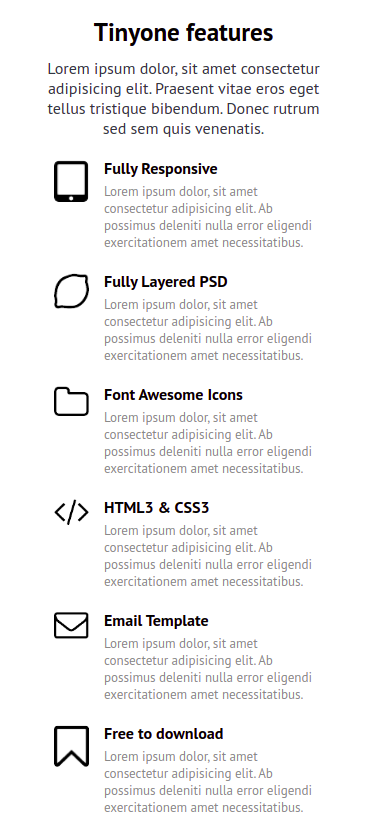 Tinyone features
Lorem ipsum dolor, sit amet consectetur
adipisicing elit. Praesent vitae eros eget
tellus tristique bibendum. Donec rutrum
sed sem quis venenatis.
Fully Responsive
Lorem ipsum dolor, sit amet
consectetur adipisicing elit. Ab
possimus deleniti nulla error eligendi
exercitationem amet necessitatibus.
Fully Layered PSD
Lorem ipsum dolor, sit amet
consectetur adipisicing elit. Ab
possimus deleniti nulla error eligendi
exercitationem amet necessitatibus.
Font Awesome Icons
Lorem ipsum dolor, sit amet
consectetur adipisicing elit. Ab
possimus deleniti nulla error eligendi
exercitationem amet necessitatibus.
HTML3 & CSS3
Lorem ipsum dolor, sit amet
consectetur adipisicing elit. Ab
possimus deleniti nulla error eligendi
exercitationem amet necessitatibus.
Email Template
Lorem ipsum dolor, sit amet
consectetur adipisicing elit. Ab
possimus deleniti nulla error eligendi
exercitationem amet necessitatibus.
Free to download
Lorem ipsum dolor, sit amet
consectetur adipisicing elit. Ab
possimus deleniti nulla error eligendi
exercitationem amet necessitatibus.